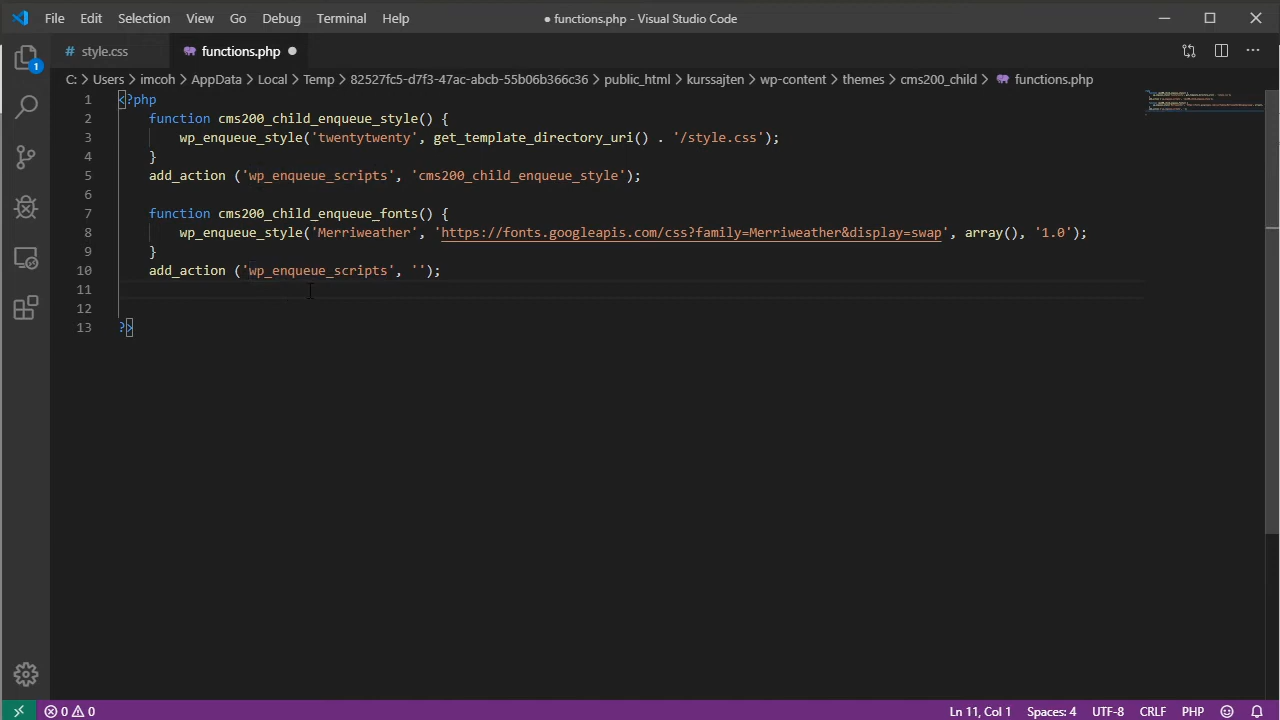 File Edit Selection View Go Debug Terminal Help ● functions.php - Visual Studio Code
# style.css functions.php ●
C: > Users > imcoh > AppData > Local > Temp > 82527fc5-d7f3-47ac-abcb-55b06b366c36 > public_html > kurssajten > wp-content > themes > cms200_child > functions.php
1 <?php
2 function cms200_child_enqueue_style() {
3 wp_enqueue_style('twentytwenty', get_template_directory_uri() . '/style.css');
4 }
5 add_action ('wp_enqueue_scripts', 'cms200_child_enqueue_style');
6
7 function cms200_child_enqueue_fonts() {
8 wp_enqueue_style('Merriweather', 'https://fonts.googleapis.com/css?family=Merriweather&display=swap', array(), '1.0');
9 }
10 add_action ('wp_enqueue_scripts', '');
11
12
13 ?>
1
0 0 Ln 11, Col 1 Spaces: 4 UTF-8 CRLF PHP